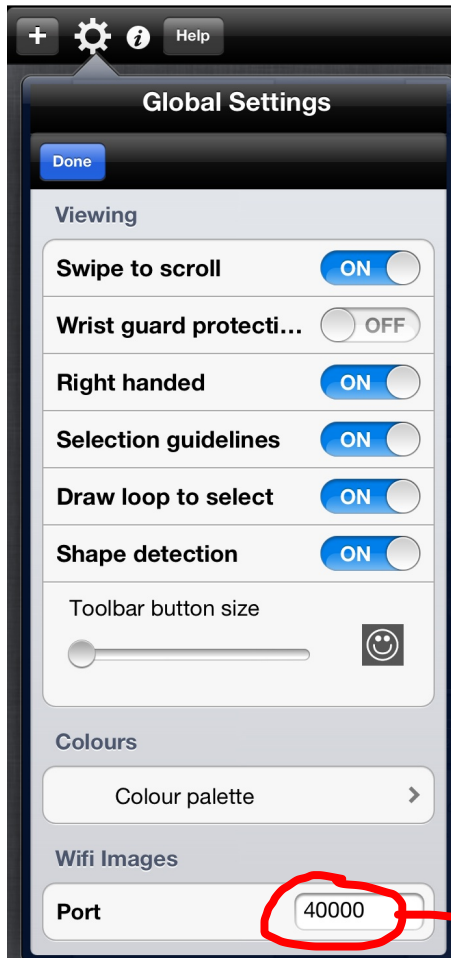 + i Help
Global Settings
Done
Viewing
Swipe to scroll ON
Wrist guard protecti... OFF
Right handed ON
Selection guidelines ON
Draw loop to select ON
Shape detection ON
Toolbar button size
Colours
Colour palette
Wifi Images
Port 40000